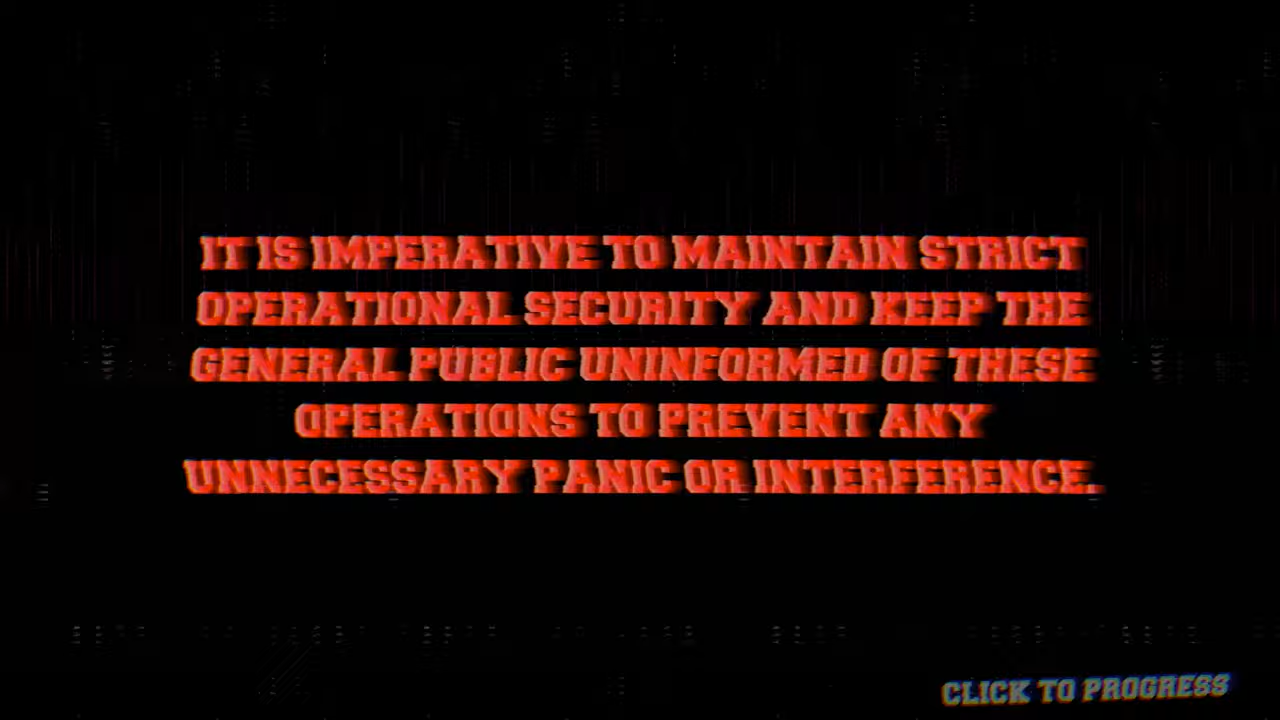 IT IS IMPERATIVE TO MAINTAIN STRICT
OPERATIONAL SECURITY AND KEEP THE
GENERAL PUBLIC UNINFORMED OF THESE
OPERATIONS TO PREVENT ANY
UNNECESSARY PANIC OR INTERFERENCE.
CLICK TO PROGRESS